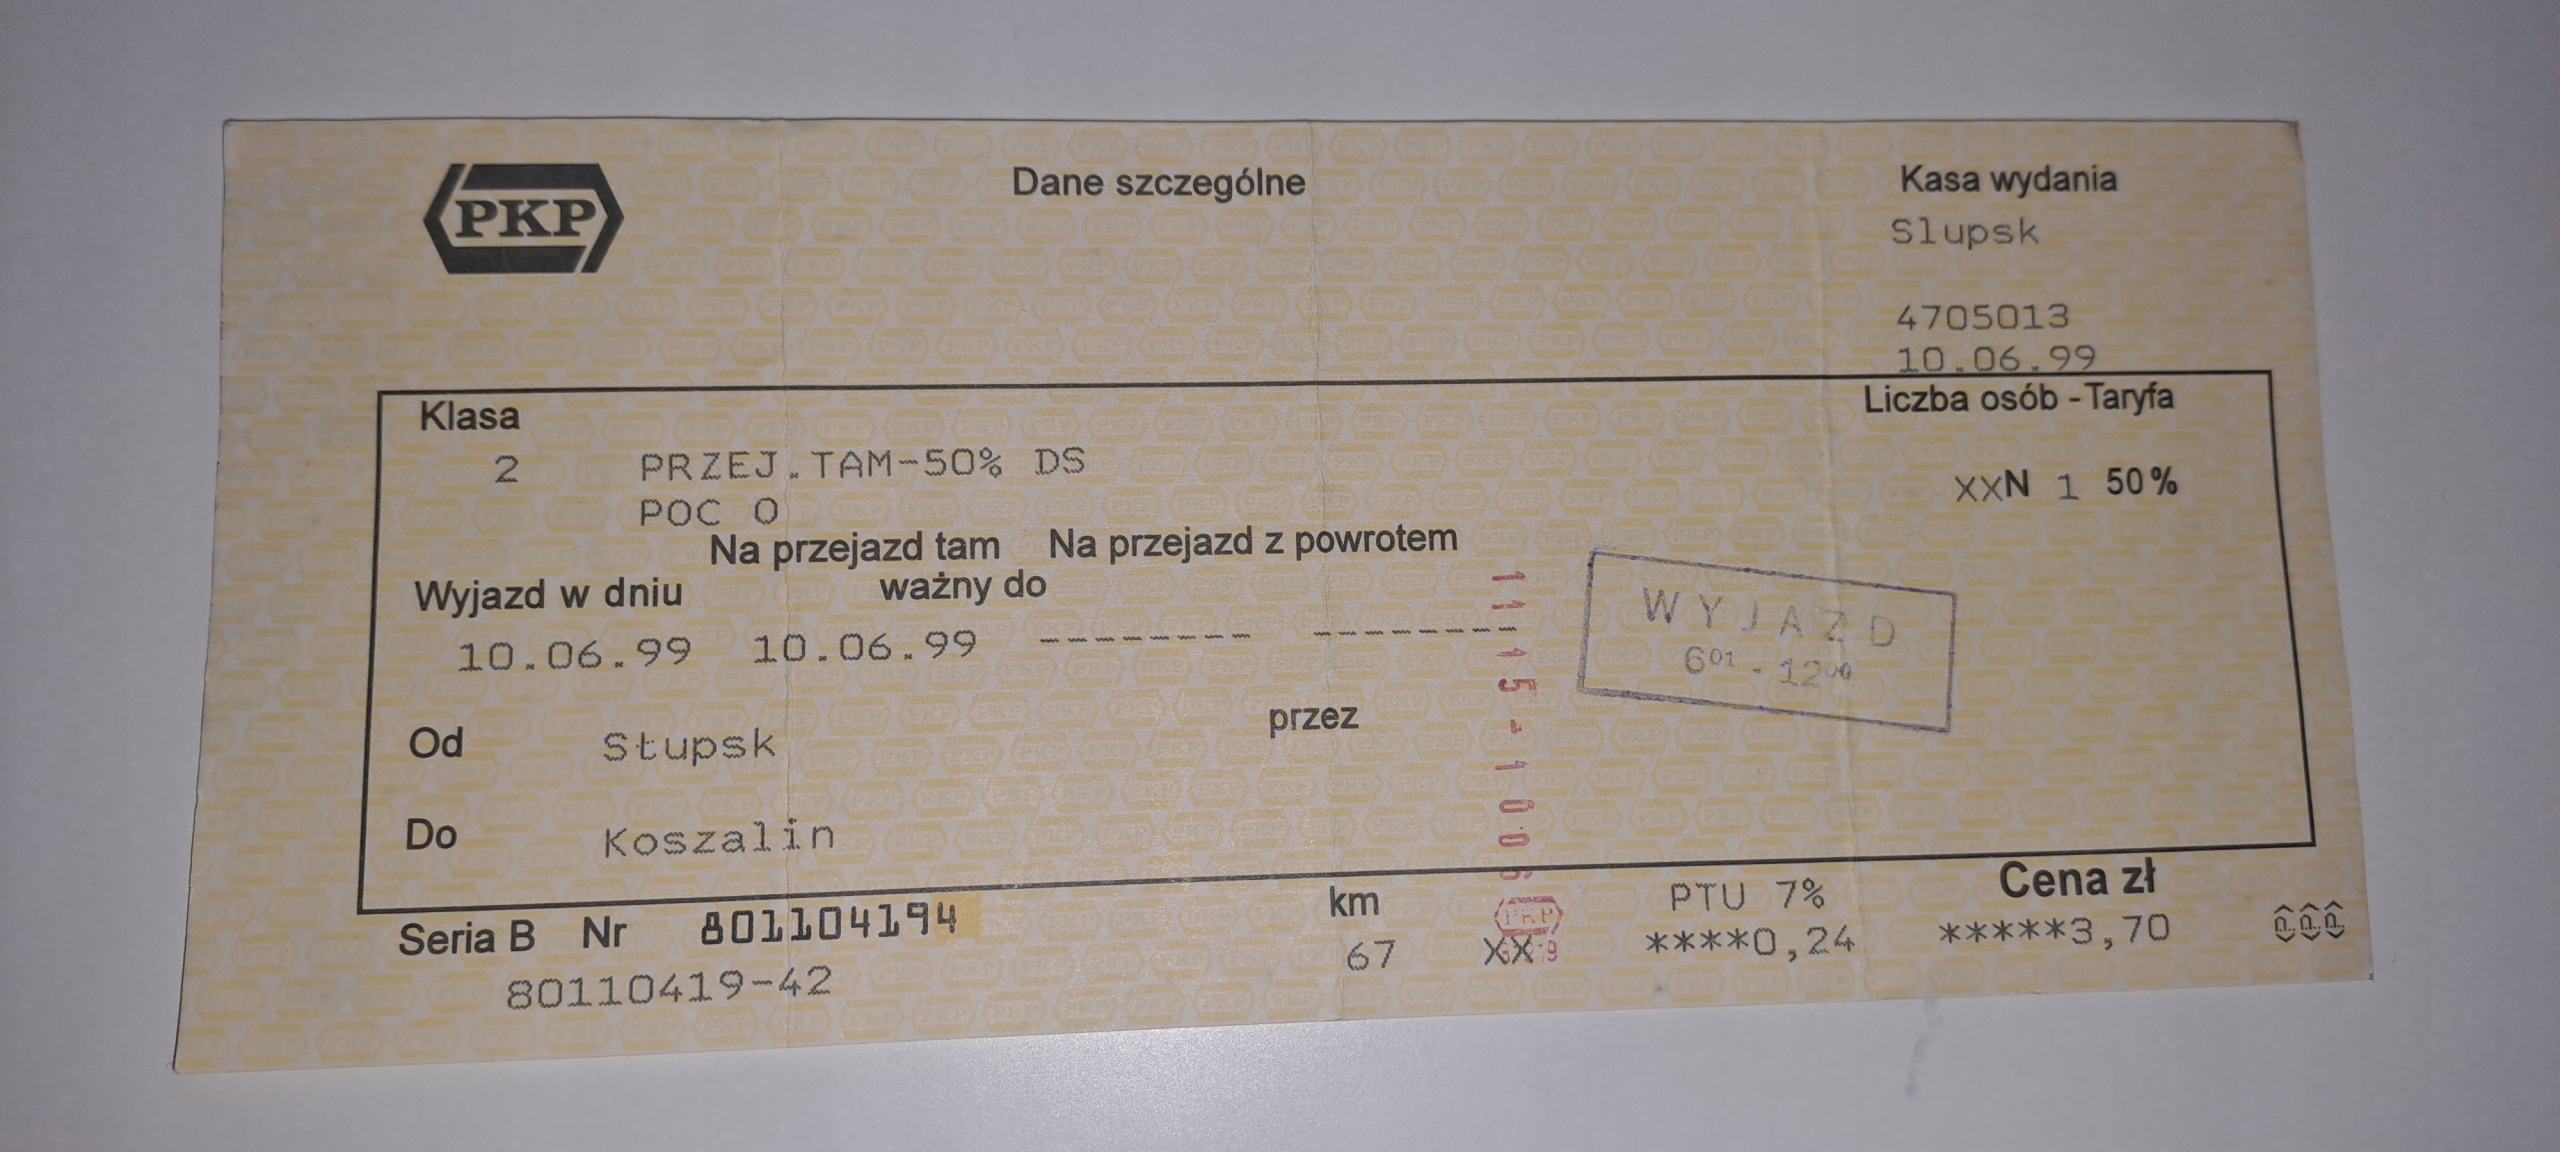 PKP
Dane szczególne
Kasa wydania
Slupsk
4705013
10.06.99
Klasa
Liczba osób - Taryfa
2 PRZEJ.TAM-50% DS
XXN 1 50%
POC O
Na przejazd tam Na przejazd z powrotem
Wyjazd w dniu ważny do
10.06.99 10.06.99 -------- --------
WYJAZD
6⁰¹ - 12⁰⁰
Od Słupsk
przez
Do Koszalin
1115-1006
PKP
Seria B Nr 801104194
km
PTU 7%
Cena zł
67 XX ****0,24 *****3,70
80110419-42